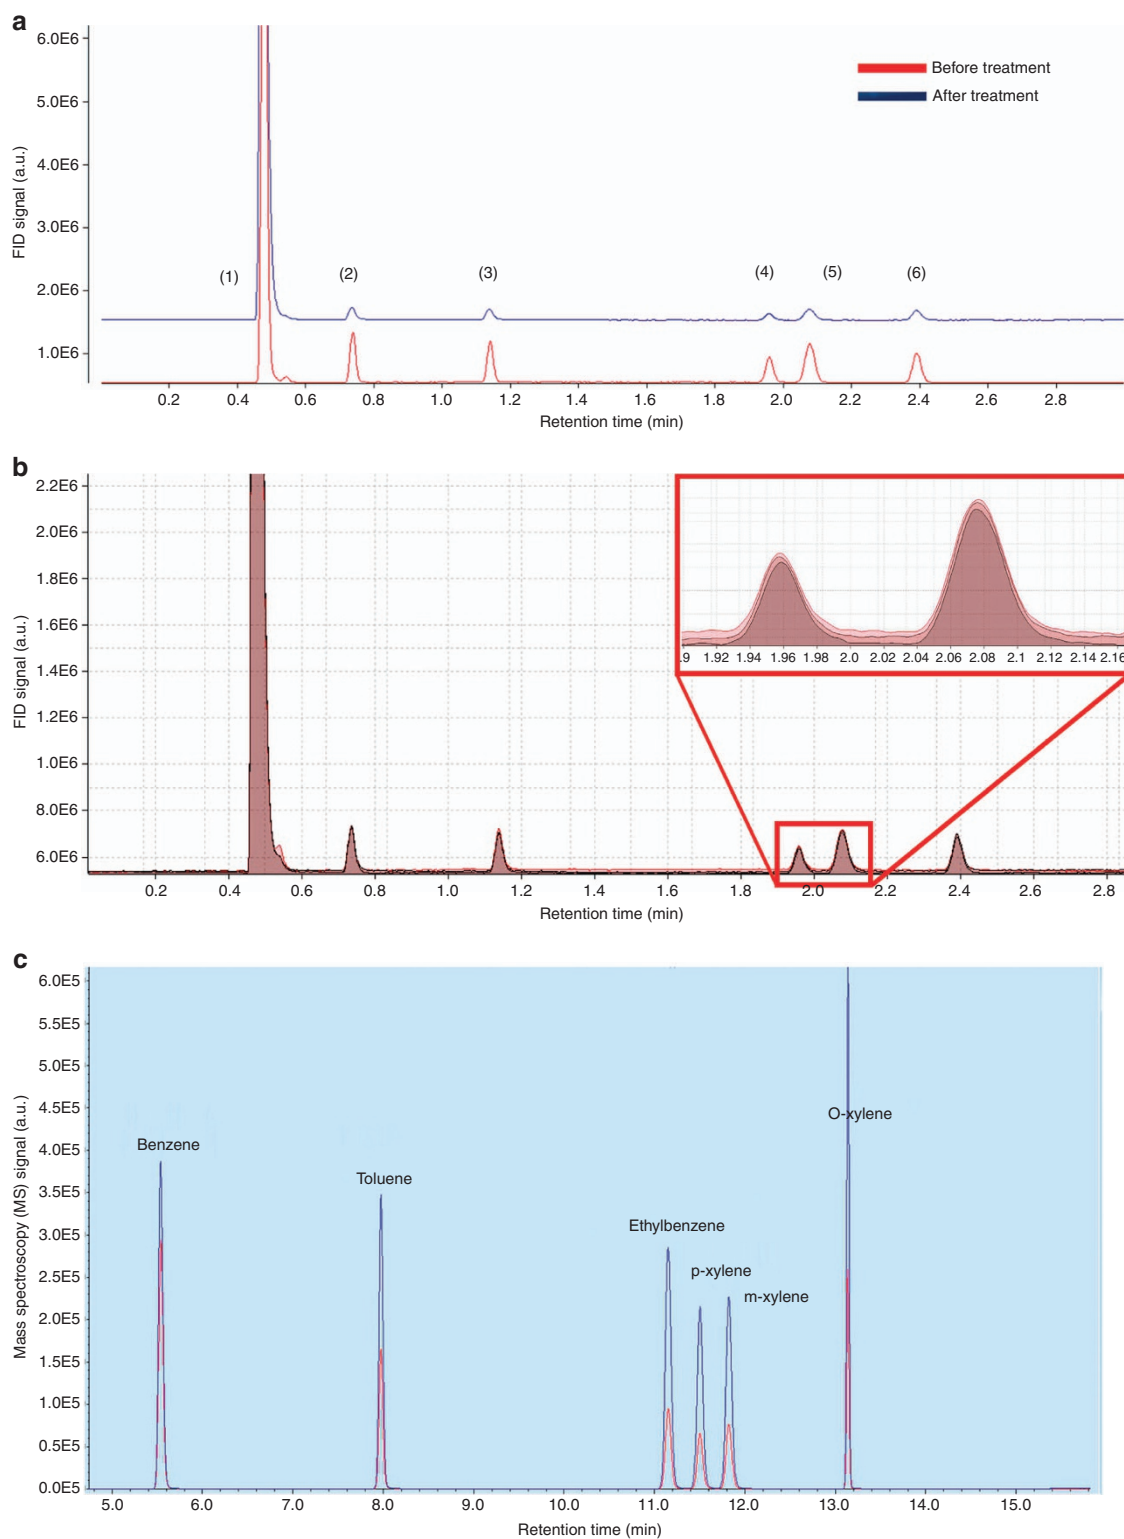 a
6.0E6
5.0E6
4.0E6
3.0E6
2.0E6
1.0E6
FID signal (a.u.)
Before treatment
After treatment
(1)
(2)
(3)
(4)
(5)
(6)
0.2 0.4 0.6 0.8 1.0 1.2 1.4 1.6 1.8 2.0 2.2 2.4 2.6 2.8
Retention time (min)
b
2.2E6
2.0E6
1.8E6
1.6E6
1.4E6
1.2E6
1.0E6
8.0E6
6.0E6
FID signal (a.u.)
.9 1.92 1.94 1.96 1.98 2.0 2.02 2.04 2.06 2.08 2.1 2.12 2.14 2.16
0.2 0.4 0.6 0.8 1.0 1.2 1.4 1.6 1.8 2.0 2.2 2.4 2.6 2.8
Retention time (min)
c
6.0E5
5.5E5
5.0E5
4.5E5
4.0E5
3.5E5
3.0E5
2.5E5
2.0E5
1.5E5
1.0E5
0.5E5
0.0E5
Mass spectroscopy (MS) signal (a.u.)
Benzene
Toluene
Ethylbenzene
p-xylene
m-xylene
O-xylene
5.0 6.0 7.0 8.0 9.0 10.0 11.0 12.0 13.0 14.0 15.0
Retention time (min)